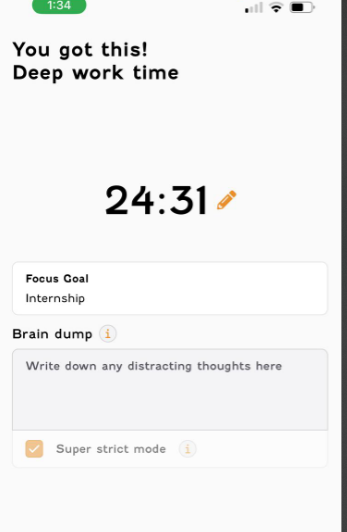 1:34
You got this!
Deep work time
24:31
Focus Goal
Internship
Brain dump i
Write down any distracting thoughts here
Super strict mode i